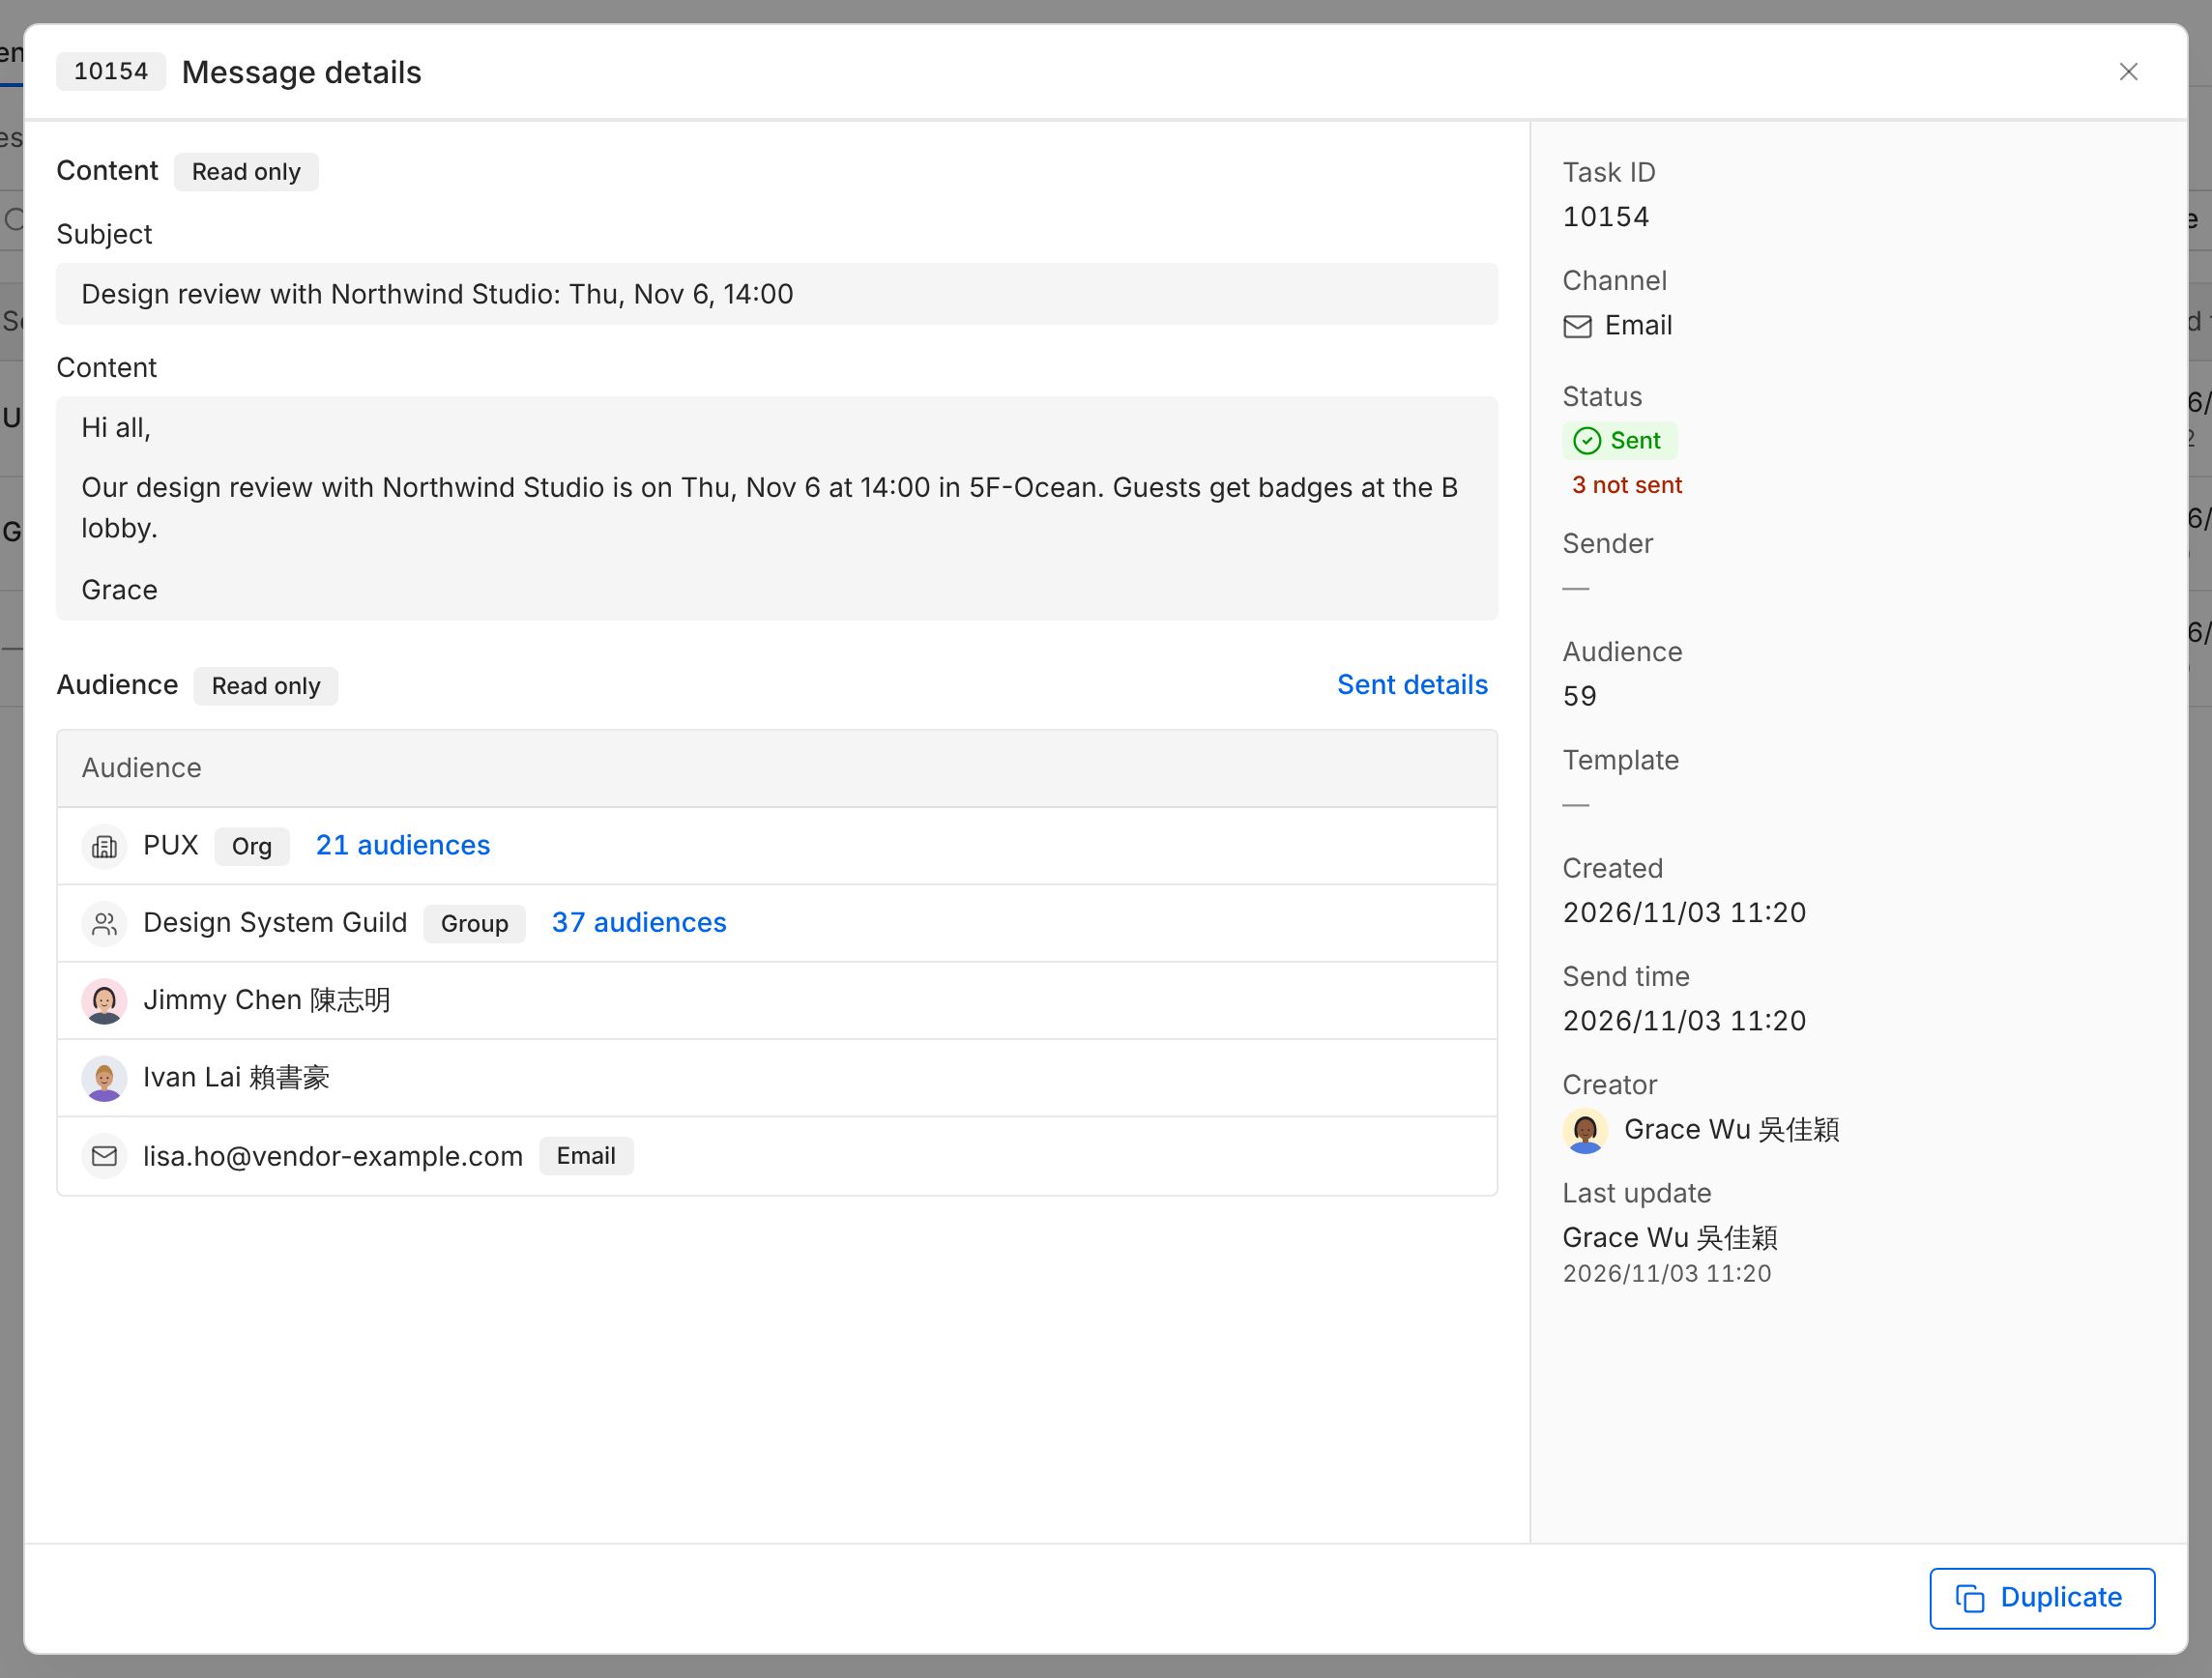 10154 Message details
Content Read only
Subject
Design review with Northwind Studio: Thu, Nov 6, 14:00
Content
Hi all,
Our design review with Northwind Studio is on Thu, Nov 6 at 14:00 in 5F-Ocean. Guests get badges at the B
lobby.
Grace
Audience Read only Sent details
Audience
PUX Org 21 audiences
Design System Guild Group 37 audiences
Jimmy Chen 陳志明
Ivan Lai 賴書豪
lisa.ho@vendor-example.com Email
Task ID
10154
Channel
Email
Status
Sent
3 not sent
Sender
—
Audience
59
Template
—
Created
2026/11/03 11:20
Send time
2026/11/03 11:20
Creator
Grace Wu 吳佳穎
Last update
Grace Wu 吳佳穎
2026/11/03 11:20
Duplicate